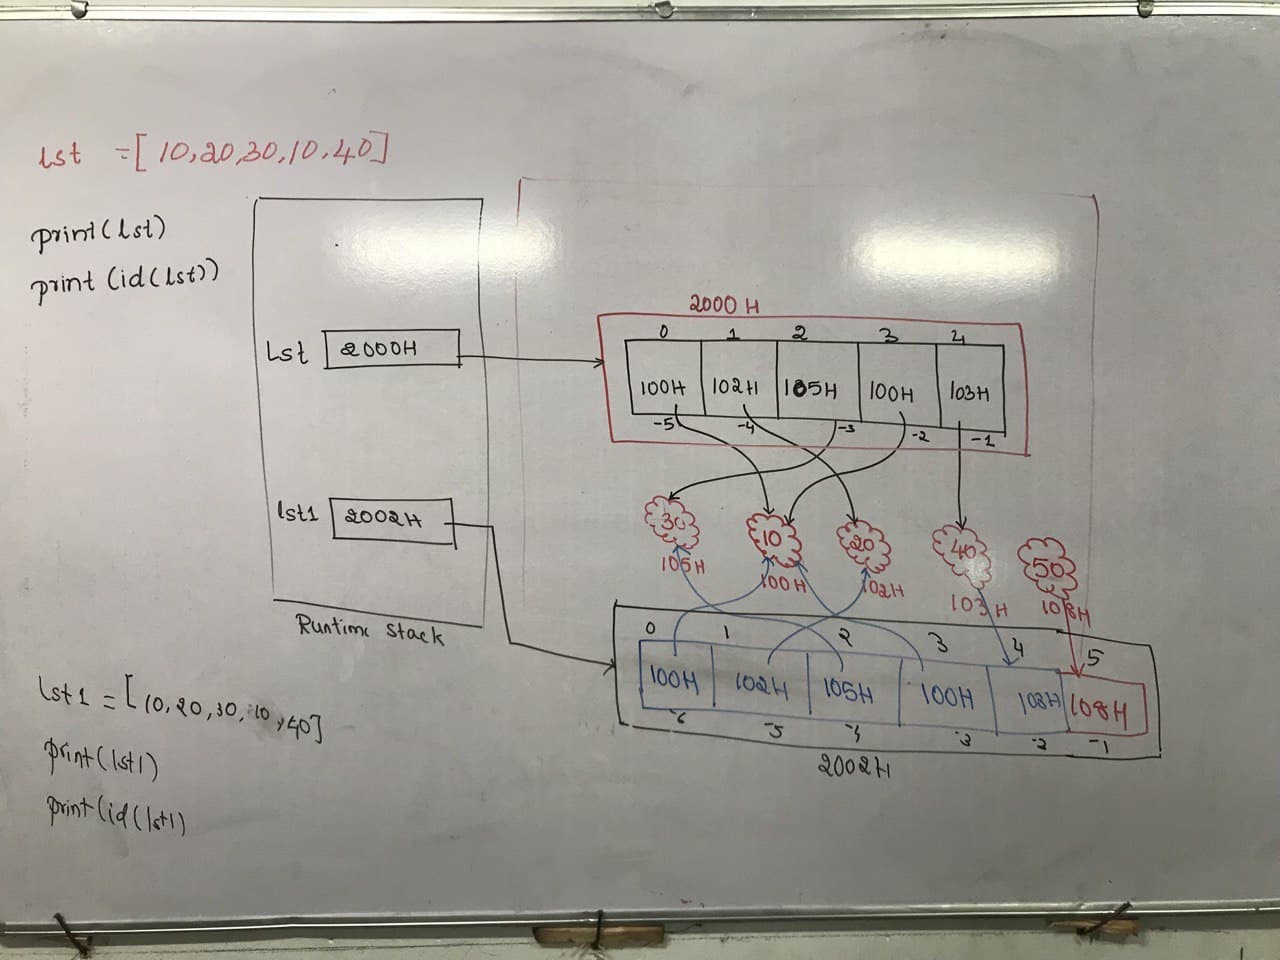 lst = [ 10,20,30,10,40]
print(lst)
print (id(lst))
2000 H
0 1 2 3 4
Lst 2000H
100H 102H 105H 100H 103H
-5 -4 -3 -2 -1
lst1 2002H
30 10 20 40 50
105H 100H 102H 103H 108H
Runtime Stack
0 1 2 3 4 5
100H 102H 105H 100H 103H 108H
-6 -5 -4 -3 -2 -1
2002H
lst1 = [ 10, 20, 30, 10, 40]
print(lst1)
print(id(lst1)